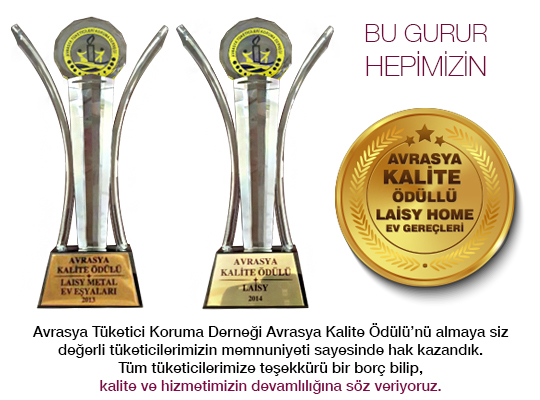 BU GURUR
HEPİMİZİN
AVRASYA
KALİTE ÖDÜLÜ
LAISY METAL
EV EŞYALARI
2013
AVRASYA
KALİTE ÖDÜLÜ
LAISY
2014
AVRASYA
KALİTE
ÖDÜLLÜ
LAİSY HOME
EV GEREÇLERİ
Avrasya Tüketici Koruma Derneği Avrasya Kalite Ödülü'nü almaya siz
değerli tüketicilerimizin memnuniyeti sayesinde hak kazandık.
Tüm tüketicilerimize teşekkürü bir borç bilip,
kalite ve hizmetimizin devamlılığına söz veriyoruz.